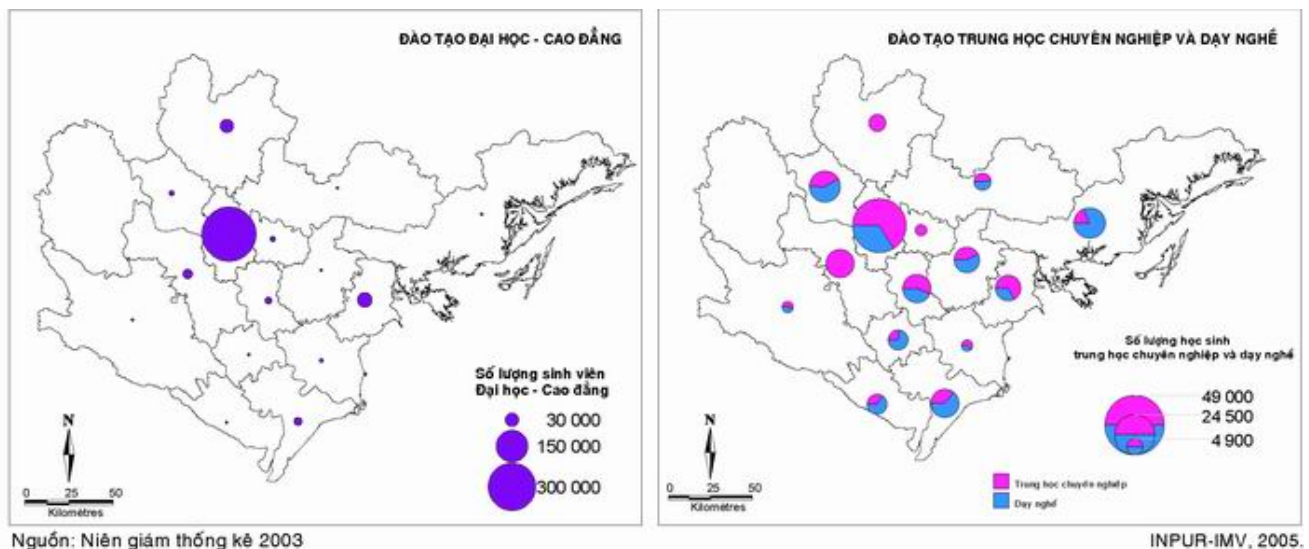 ĐÀO TẠO ĐẠI HỌC - CAO ĐẲNG
Số lượng sinh viên
Đại học - Cao đẳng
30 000
150 000
300 000
N
0 25 50
Kilomètres
ĐÀO TẠO TRUNG HỌC CHUYÊN NGHIỆP VÀ DẠY NGHỀ
Số lượng học sinh
trung học chuyên nghiệp và dạy nghề
49 000
24 500
4 900
Trung học chuyên nghiệp
Dạy nghề
N
0 25 50
Kilomètres
Nguồn: Niên giám thống kê 2003
INPUR-IMV, 2005.